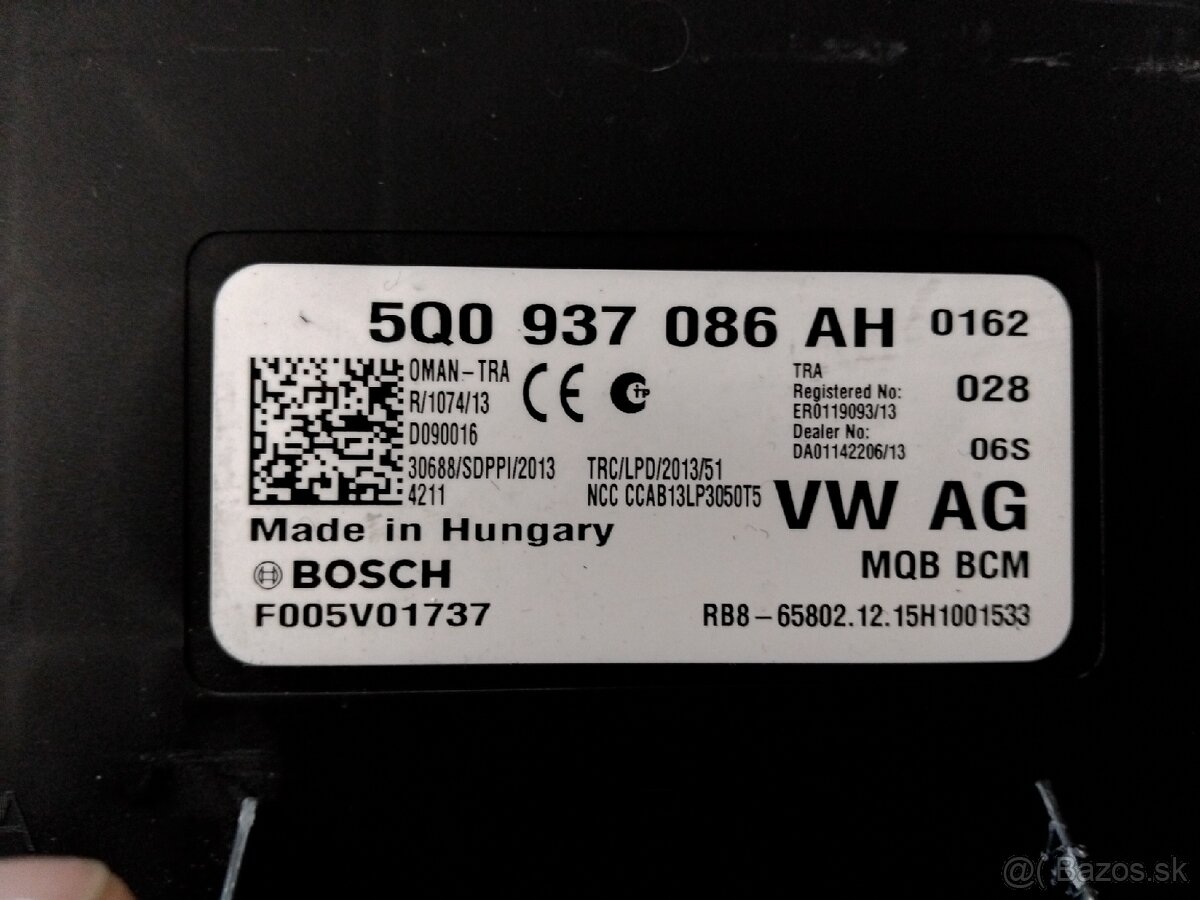 5Q0 937 086 AH 0162
OMAN-TRA
R/1074/13
D090016
30688/SDPPI/2013
4211
CE
TP
TRC/LPD/2013/51
NCC CCAB13LP3050T5
TRA
Registered No:
ER0119093/13
Dealer No:
DA01142206/13
028
06S
VW AG
MQB BCM
Made in Hungary
BOSCH
F005V01737
RB8-65802.12.15H1001533
A
@( Bazos.sk